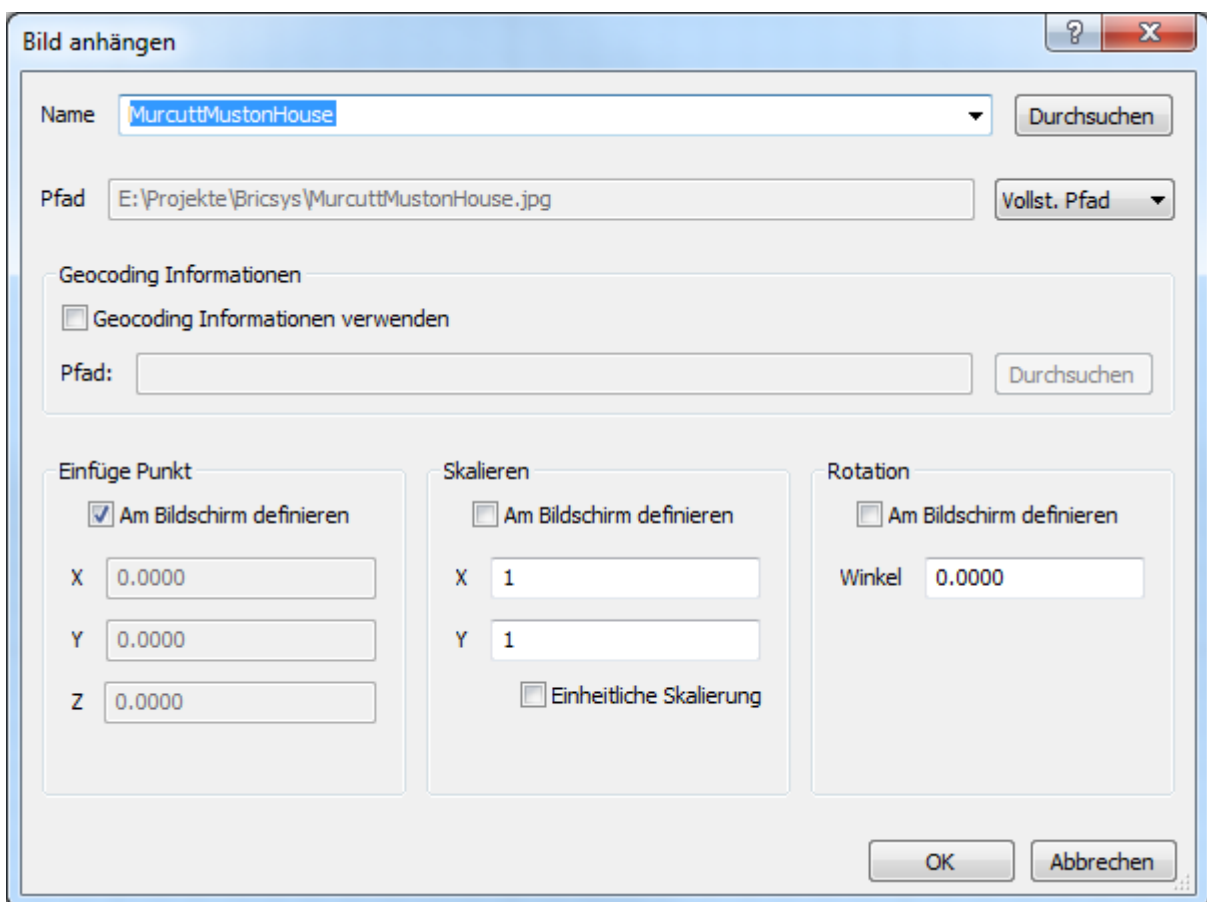 Bild anhängen
Name MurcuttMustonHouse Durchsuchen
Pfad E:\Projekte\Bricsys\MurcuttMustonHouse.jpg Vollst. Pfad
Geocoding Informationen
Geocoding Informationen verwenden
Pfad: Durchsuchen
Einfüge Punkt
Am Bildschirm definieren
X 0.0000
Y 0.0000
Z 0.0000
Skalieren
Am Bildschirm definieren
X 1
Y 1
Einheitliche Skalierung
Rotation
Am Bildschirm definieren
Winkel 0.0000
OK Abbrechen